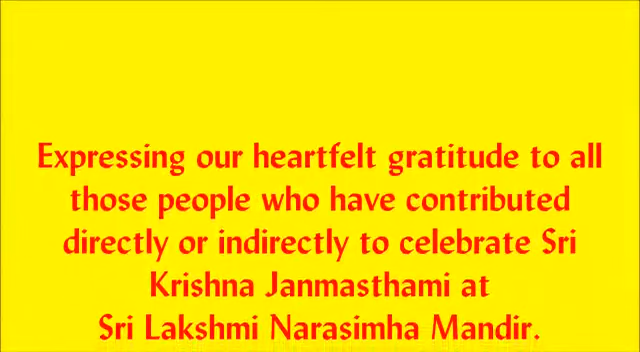 Expressing our heartfelt gratitude to all
those people who have contributed
directly or indirectly to celebrate Sri
Krishna Janmasthami at
Sri Lakshmi Narasimha Mandir.